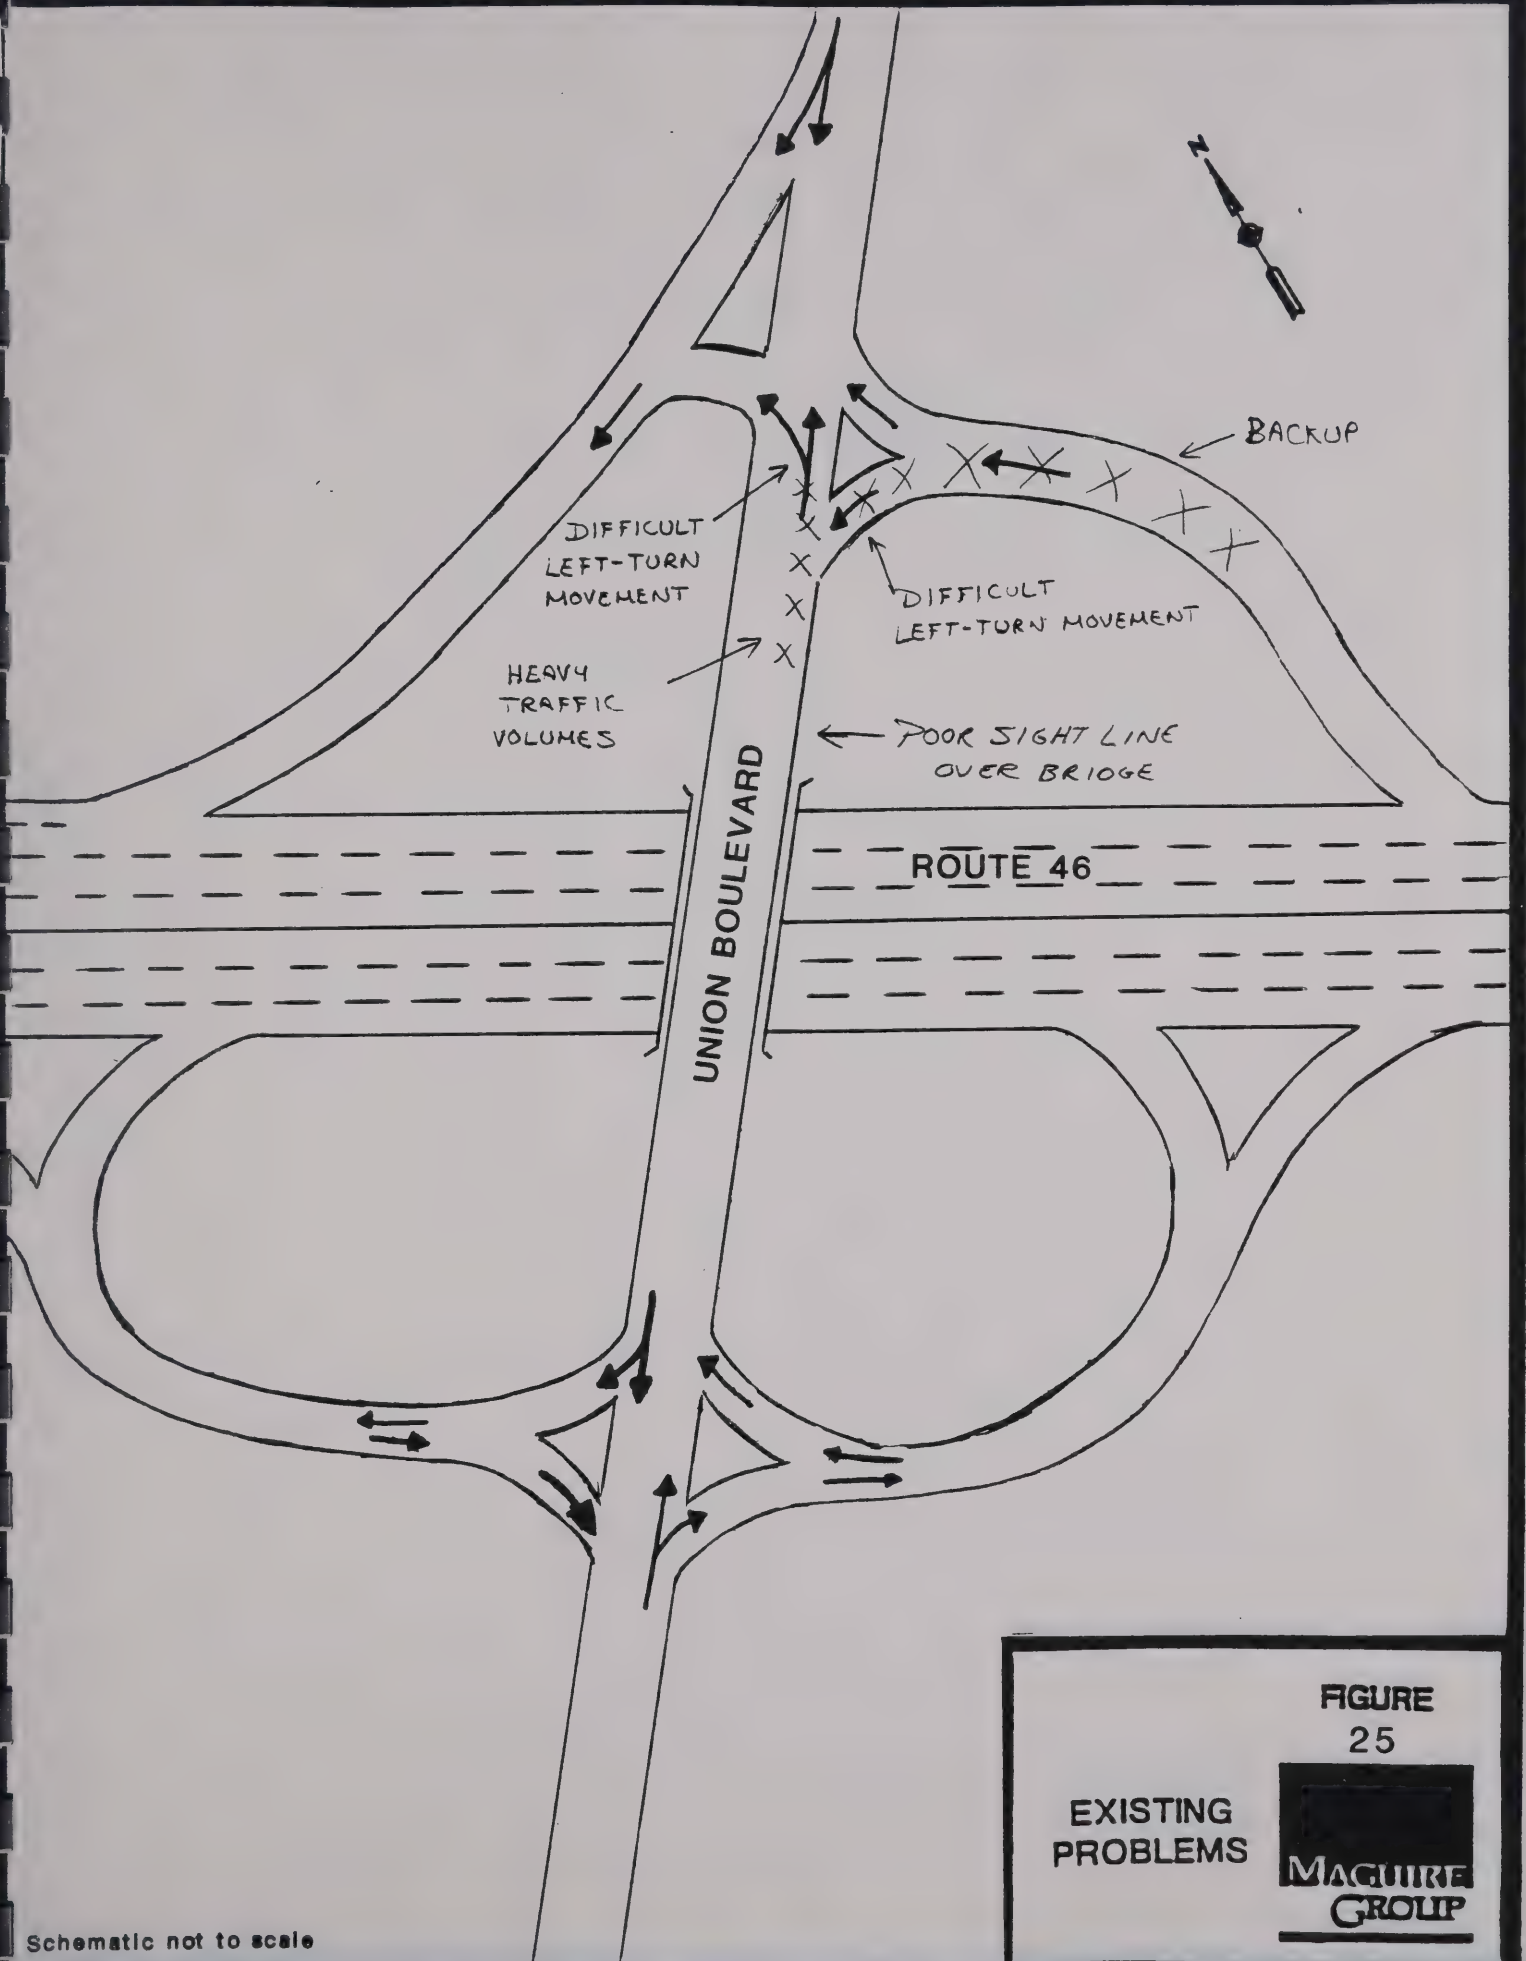 N
BACKUP
DIFFICULT
LEFT-TURN
MOVEMENT
DIFFICULT
LEFT-TURN MOVEMENT
HEAVY
TRAFFIC
VOLUMES
POOR SIGHT LINE
OVER BRIDGE
UNION BOULEVARD
ROUTE 46
FIGURE
25
EXISTING
PROBLEMS
MAGUIRE
GROUP
Schematic not to scale